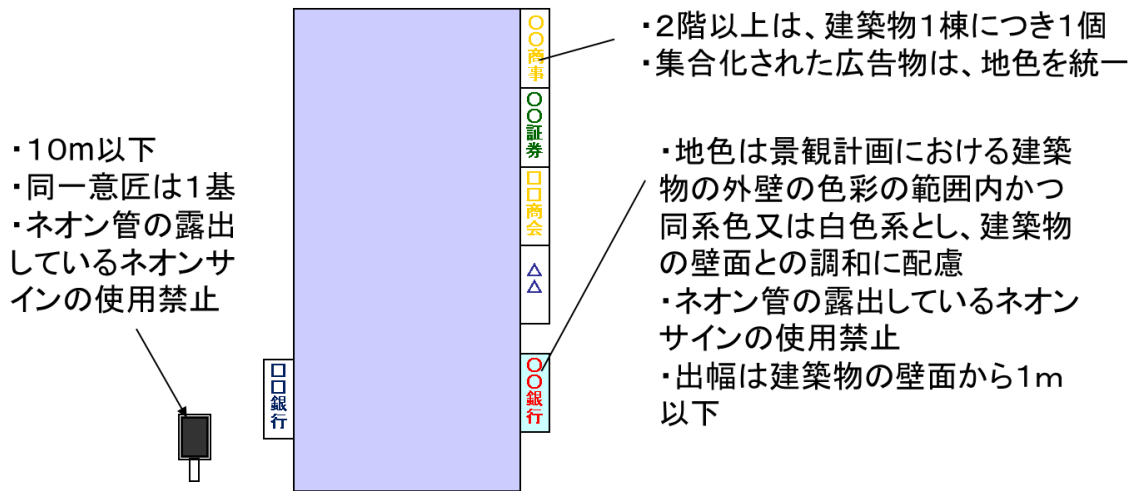 ・２階以上は、建築物１棟につき１個
・集合化された広告物は、地色を統一
・１０ｍ以下
・同一意匠は１基
・ネオン管の露出
しているネオンサ
インの使用禁止
・地色は景観計画における建築
物の外壁の色彩の範囲内かつ
同系色又は白色系とし、建築物
の壁面との調和に配慮
・ネオン管の露出しているネオン
サインの使用禁止
・出幅は建築物の壁面から１ｍ
以下
〇〇商事
〇〇証券
□□商会
△△
〇〇銀行
□□銀行